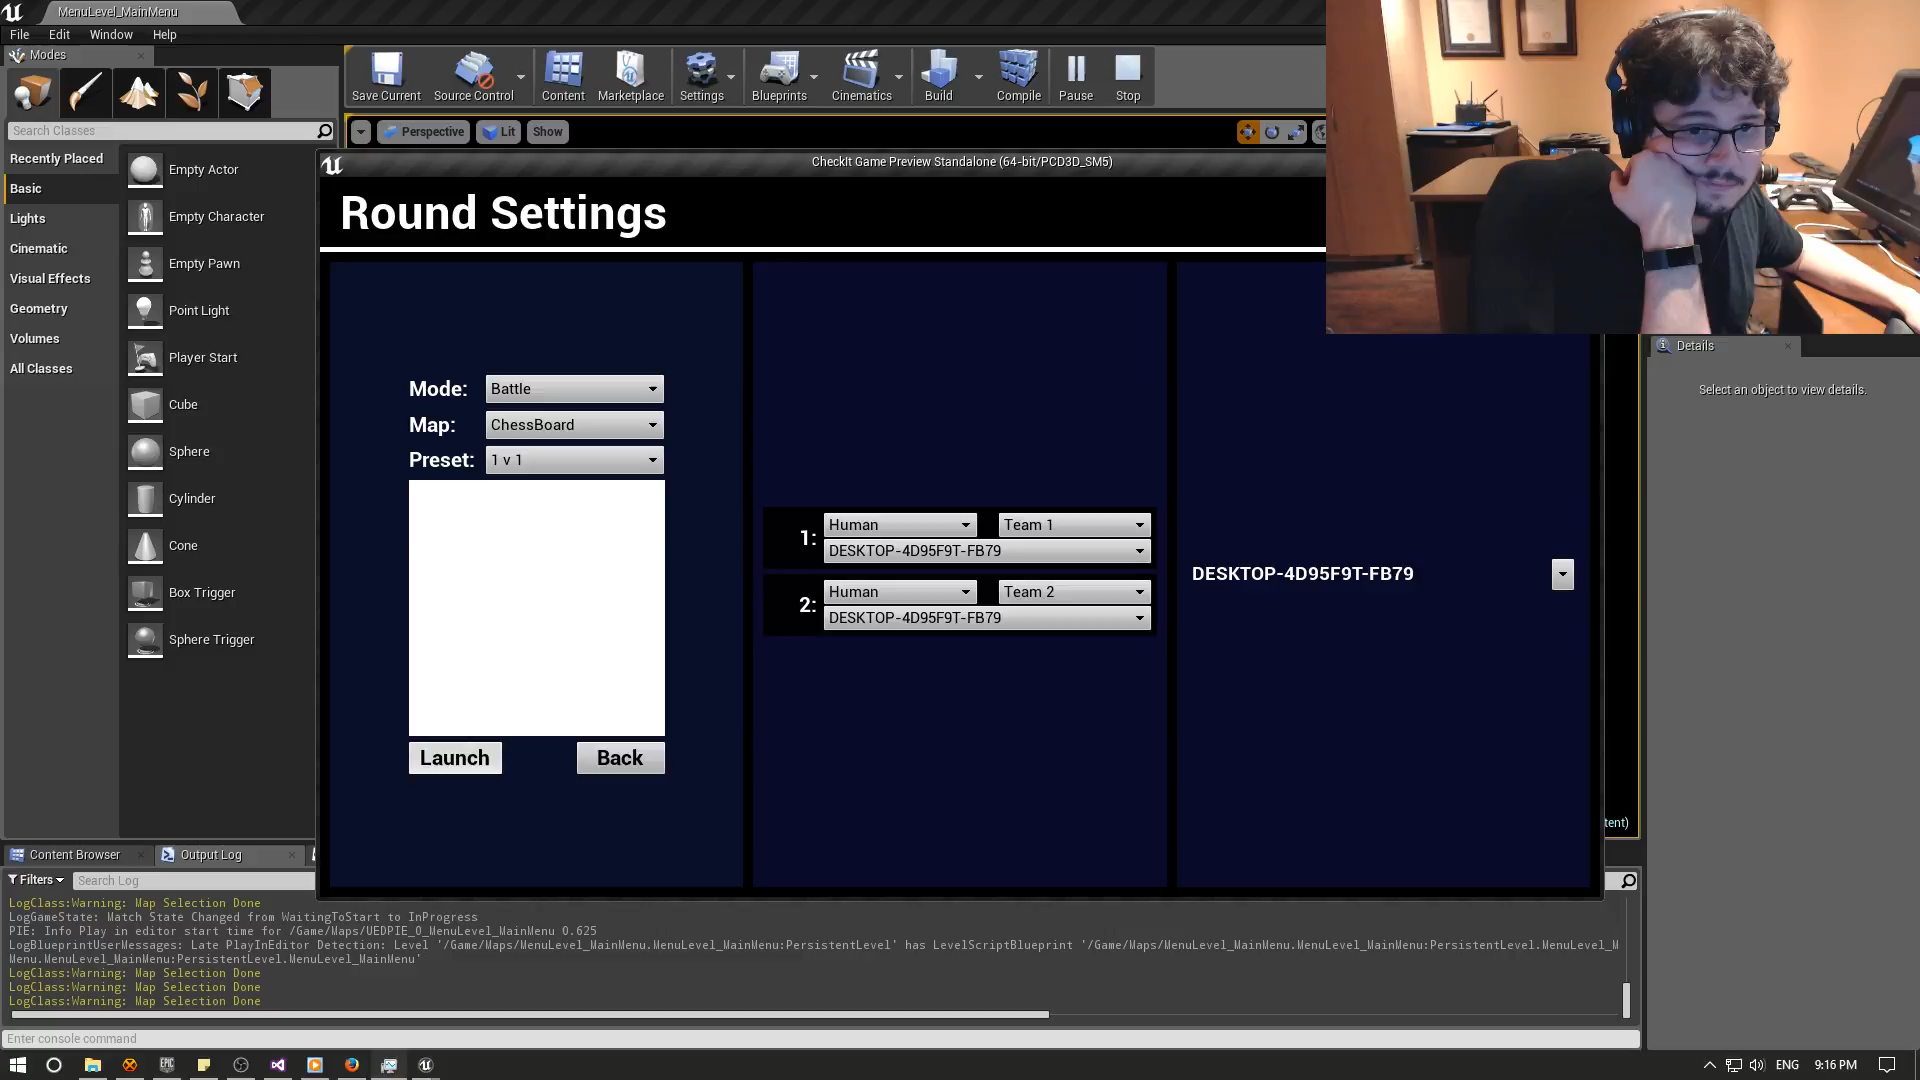 MenuLevel_MainMenu
File Edit Window Help
Modes
Save Current
Source Control
Content
Marketplace
Settings
Blueprints
Cinematics
Build
Compile
Pause
Stop
Search Classes
Perspective
Lit
Show
Recently Placed
Basic
Lights
Cinematic
Visual Effects
Geometry
Volumes
All Classes
Empty Actor
Empty Character
Empty Pawn
Point Light
Player Start
Cube
Sphere
Cylinder
Cone
Box Trigger
Sphere Trigger
CheckIt Game Preview Standalone (64-bit/PCD3D_SM5)
Round Settings
Mode: Battle
Map: ChessBoard
Preset: 1 v 1
Launch
Back
1: Human Team 1
DESKTOP-4D95F9T-FB79
2: Human Team 2
DESKTOP-4D95F9T-FB79
DESKTOP-4D95F9T-FB79
Details
Select an object to view details.
tent)
Content Browser
Output Log
Filters
Search Log
LogClass:Warning: Map Selection Done
LogGameState: Match State Changed from WaitingToStart to InProgress
PIE: Info Play in editor start time for /Game/Maps/UEDPIE_0_MenuLevel_MainMenu 0.625
LogBlueprintUserMessages: Late PlayInEditor Detection: Level '/Game/Maps/MenuLevel_MainMenu.MenuLevel_MainMenu:PersistentLevel' has LevelScriptBlueprint '/Game/Maps/MenuLevel_MainMenu.MenuLevel_MainMenu:PersistentLevel.MenuLevel_M
Menu.MenuLevel_MainMenu:PersistentLevel.MenuLevel_MainMenu'
LogClass:Warning: Map Selection Done
LogClass:Warning: Map Selection Done
LogClass:Warning: Map Selection Done
Enter console command
EPIC
ENG
9:16 PM